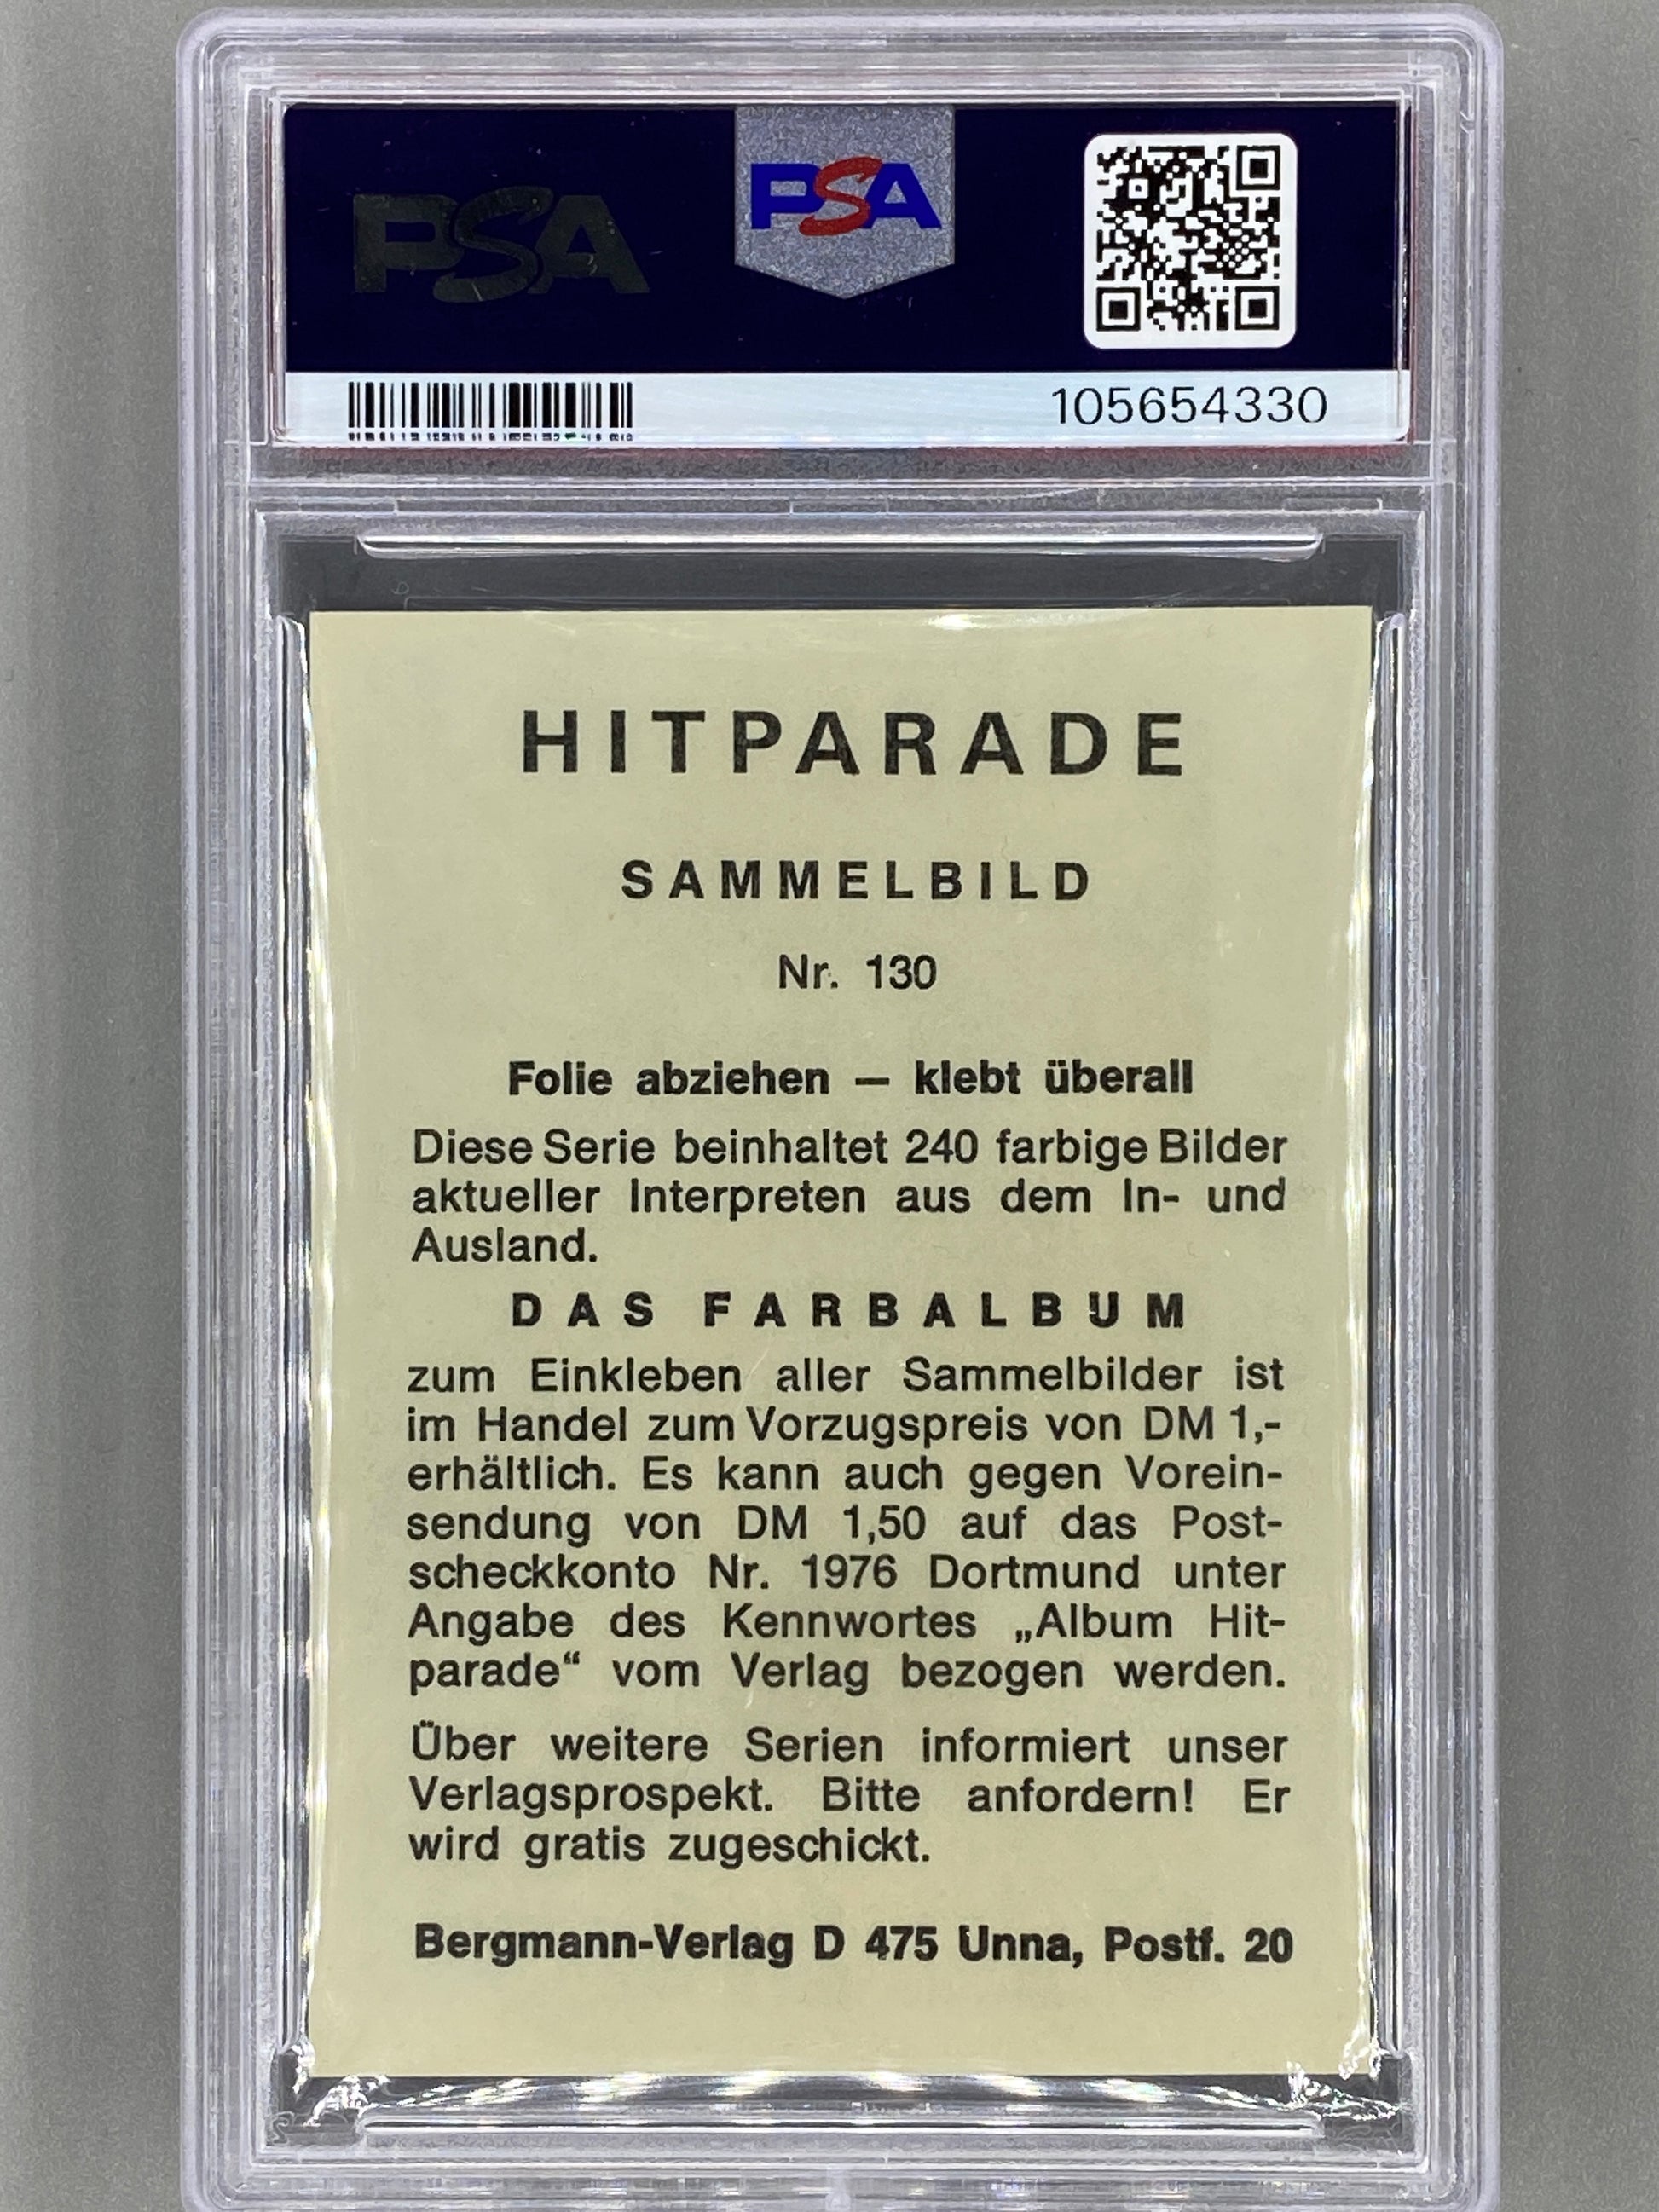 PSA
PSA
105654330
HITPARADE
SAMMELBILD
Nr. 130
Folie abziehen — klebt überall
Diese Serie beinhaltet 240 farbige Bilder
aktueller Interpreten aus dem In- und
Ausland.
DAS FARBALBUM
zum Einkleben aller Sammelbilder ist
im Handel zum Vorzugspreis von DM 1,-
erhältlich. Es kann auch gegen Vorein-
sendung von DM 1,50 auf das Post-
scheckkonto Nr. 1976 Dortmund unter
Angabe des Kennwortes „Album Hit-
parade“ vom Verlag bezogen werden.
Über weitere Serien informiert unser
Verlagsprospekt. Bitte anfordern! Er
wird gratis zugeschickt.
Bergmann-Verlag D 475 Unna, Postf. 20